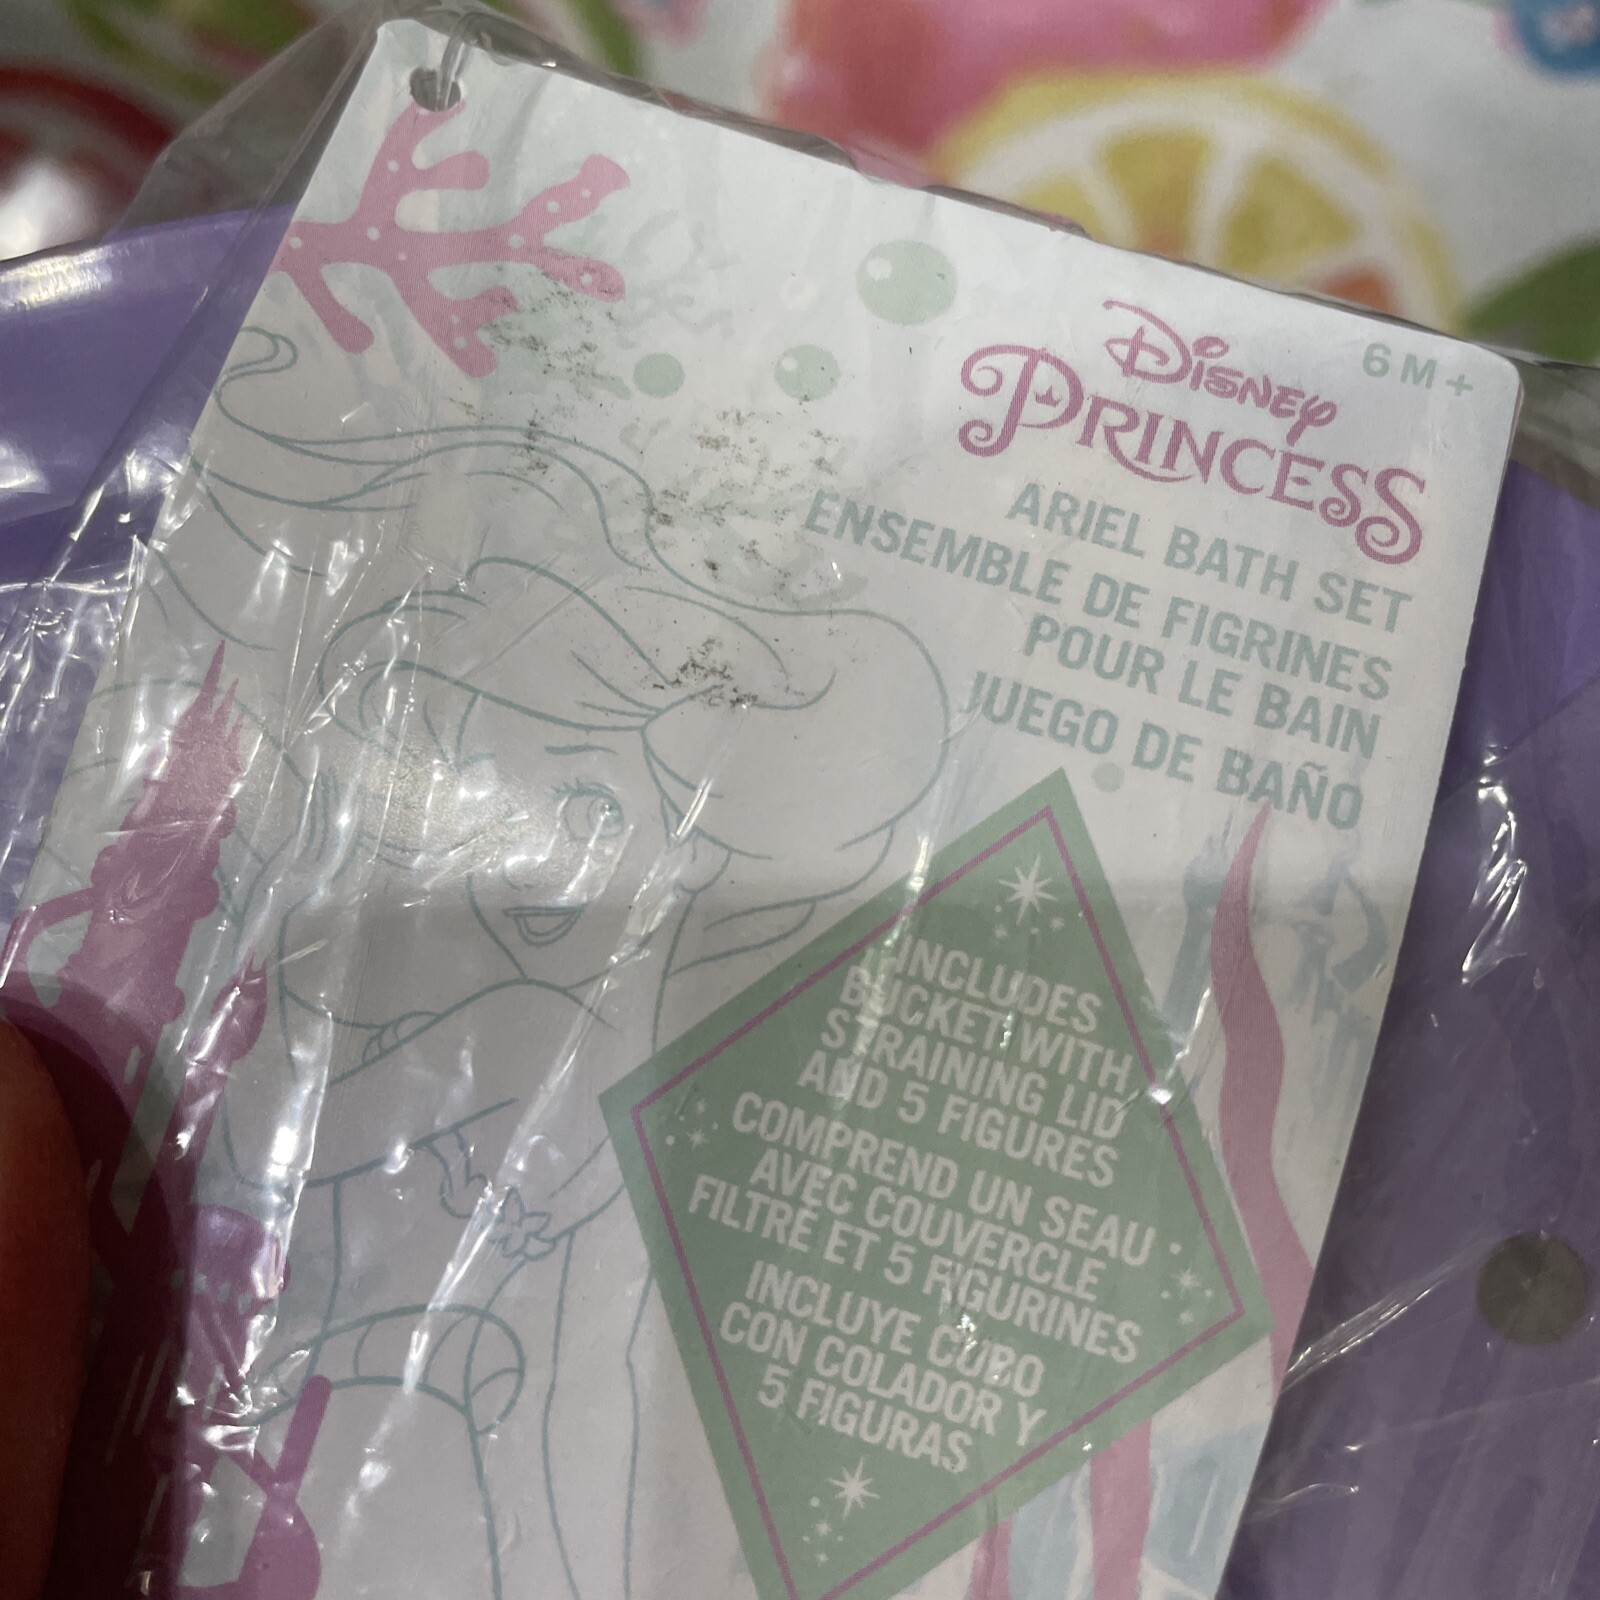 6 M+
Disney
PRINCESS
ARIEL BATH SET
ENSEMBLE DE FIGRINES
POUR LE BAIN
JUEGO DE BAÑO
INCLUDES
BUCKET WITH
STRAINING LID
AND 5 FIGURES
COMPREND UN SEAU
AVEC COUVERCLE
FILTRE ET 5 FIGURINES
INCLUYE CUBO
CON COLADOR Y
5 FIGURAS